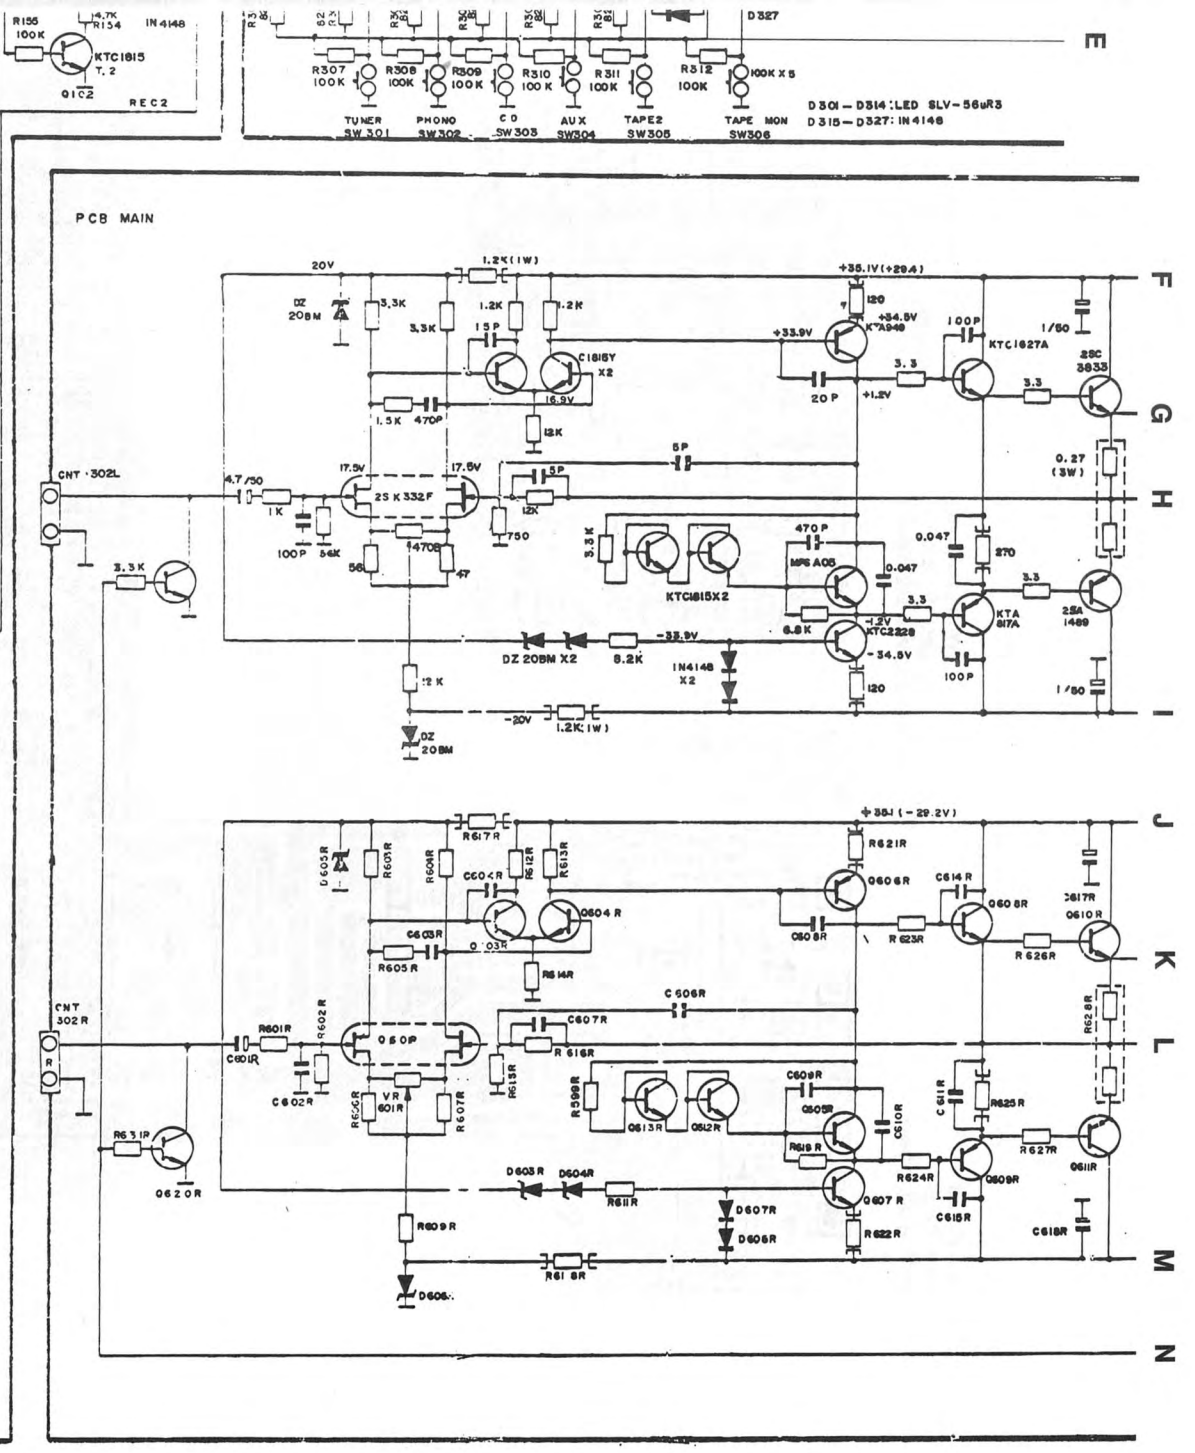 R155
100K
4.7K
R154
IN4148
KTC1815
T.2
Q102
REC2
D327
E
R307
100K
R308
100K
R309
100K
R310
100K
R311
100K
R312
100K
100K X 5
TUNER
SW301
PHONO
SW302
CD
SW303
AUX
SW304
TAPE2
SW305
TAPE MON
SW306
D301-D314:LED SLV-56uR3
D315-D327:IN4148
PCB MAIN
20V
1.2K(1W)
+35.1V(+29.4)
F
DZ
20BM
3.3K
3.3K
1.2K
1.2K
120
+34.5V
KTA949
1/50
15P
+33.9V
100P
KTC1627A
C1815Y
X2
2SC
3833
3.3
3.3
20P
+1.2V
G
1.5K
470P
16.9V
12K
5P
0.27
(3W)
CNT 302L
4.7/50
17.5V
17.5V
2SK332F
5P
H
1K
100P
56K
12K
750
470B
56
47
3.3K
470P
MPSA05
0.047
0.047
270
3.3K
KTC1815X2
3.3
3.3
KTA
817A
2SA
1489
6.8K
-1.2V
KTC2228
-33.9V
-34.5V
DZ 20BM X2
8.2K
IN4148
X2
100P
12K
120
1/50
-20V
1.2K(1W)
I
DZ
20BM
+35.1(-29.2V)
J
R617R
D605R
R603R
R604R
R612R
R613R
R621R
C604R
Q606R
C614R
Q608R
C617R
Q610R
Q604R
C603R
R605R
R614R
C608R
R623R
R626R
K
CNT
302R
R
C606R
R628R
C601R
R601R
R602R
Q601R
C607R
R616R
L
C602R
VR
601R
R606R
R607R
R615R
R599R
C609R
C610R
C611R
R625R
Q613R
Q612R
Q605R
R619R
R624R
Q609R
R627R
Q611R
R631R
Q620R
D603R
D604R
R611R
Q607R
D607R
D606R
R622R
C615R
C618R
R609R
R618R
M
N